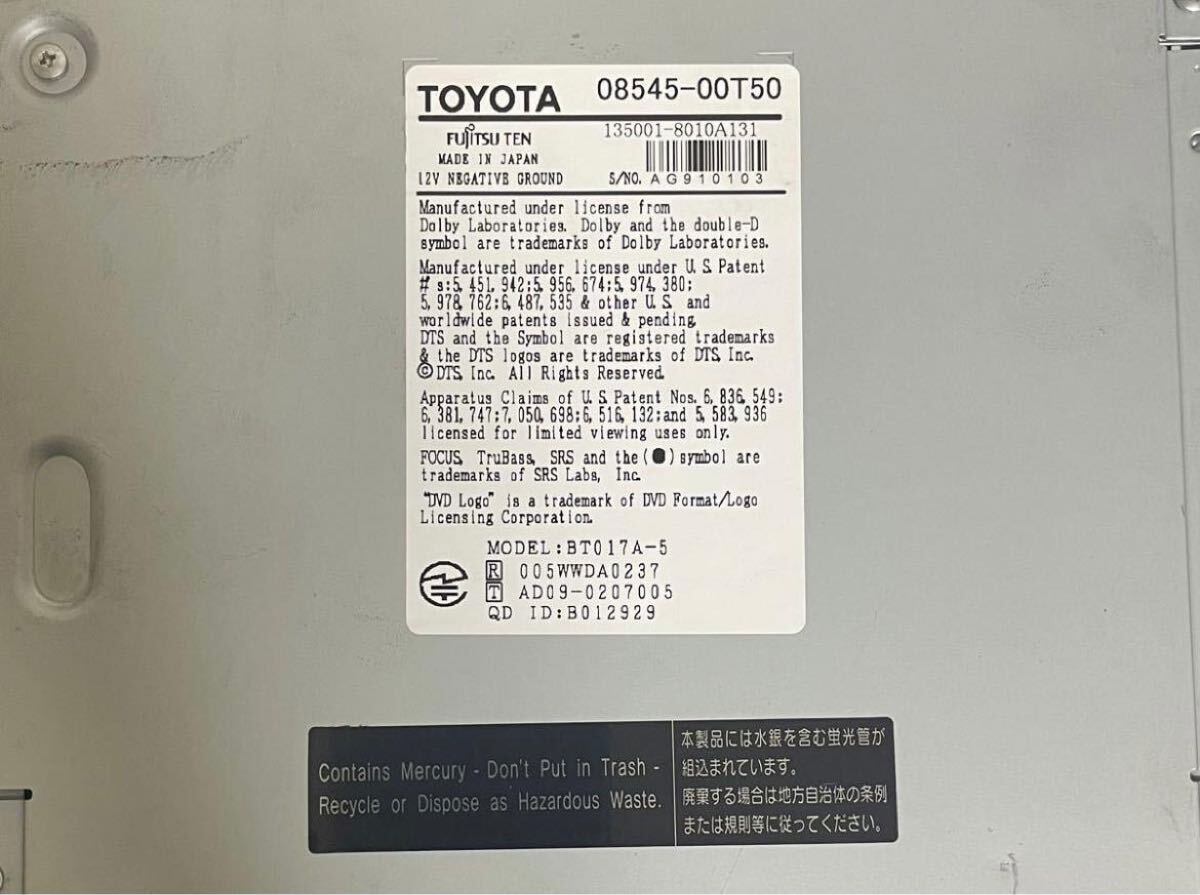 TOYOTA 08545-00T50
FUJITSU TEN 135001-8010A131
MADE IN JAPAN
12V NEGATIVE GROUND S/NO. AG910103
Manufactured under license from
Dolby Laboratories. Dolby and the double-D
symbol are trademarks of Dolby Laboratories.
Manufactured under license under U.S. Patent
# s:5,451,942;5,956,674;5,974,380;
5,978,762;6,487,535 & other U.S. and
worldwide patents issued & pending.
DTS and the Symbol are registered trademarks
& the DTS logos are trademarks of DTS, Inc.
©DTS, Inc. All Rights Reserved.
Apparatus Claims of U.S. Patent Nos. 6,836,549;
6,381,747;7,050,698;6,516,132;and 5,583,936
licensed for limited viewing uses only.
FOCUS, TruBass, SRS and the (●) symbol are
trademarks of SRS Labs, Inc.
"DVD Logo" is a trademark of DVD Format/Logo
Licensing Corporation.
MODEL:BT017A-5
R 005WWDA0237
T AD09-0207005
QD ID:B012929
Contains Mercury - Don't Put in Trash -
Recycle or Dispose as Hazardous Waste.
本製品には水銀を含む蛍光管が
組込まれています。
廃棄する場合は地方自治体の条例
または規則等に従ってください。